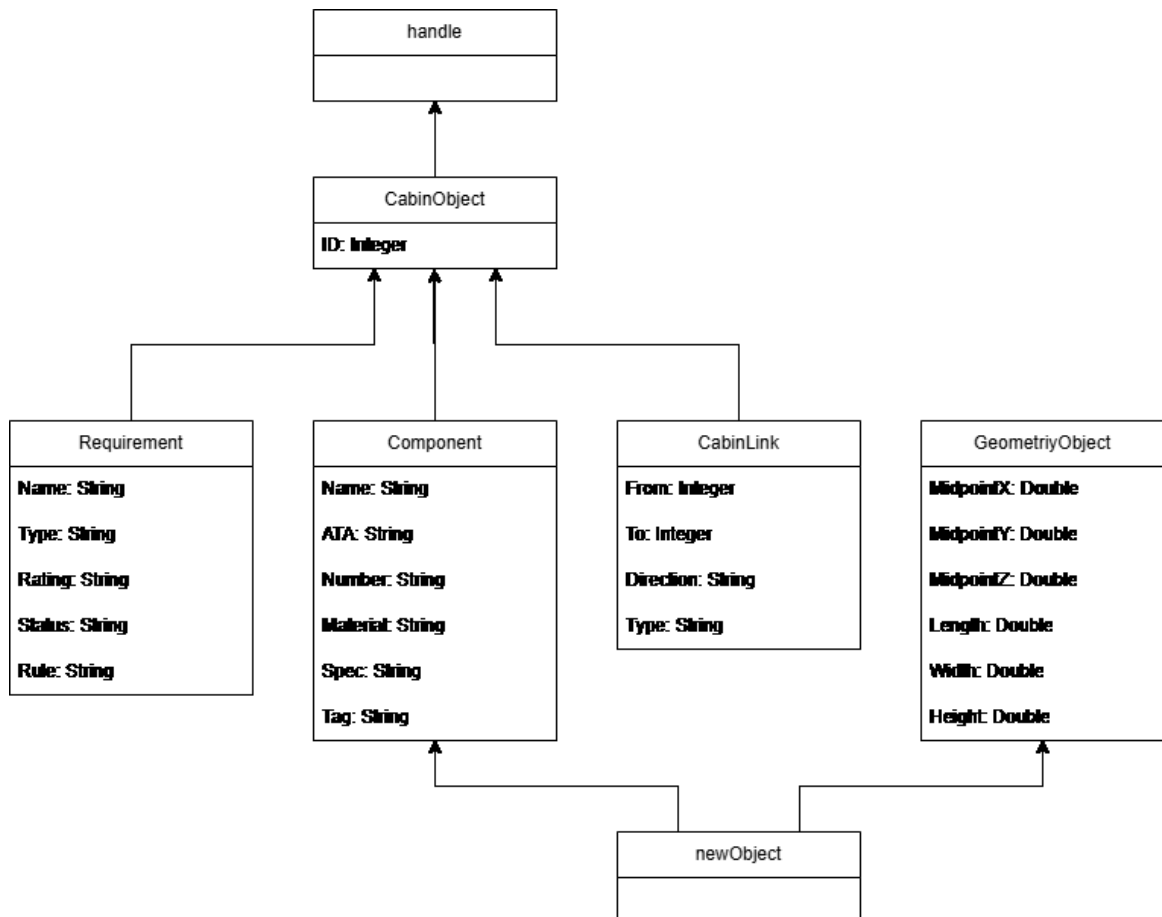 handle
CabinObject
ID: Integer
Requirement
Name: String
Type: String
Rating: String
Status: String
Rule: String
Component
Name: String
ATA: String
Number: String
Material: String
Spec: String
Tag: String
CabinLink
From: Integer
To: Integer
Direction: String
Type: String
GeometriyObject
MidpointX: Double
MidpointY: Double
MidpointZ: Double
Length: Double
Width: Double
Height: Double
newObject